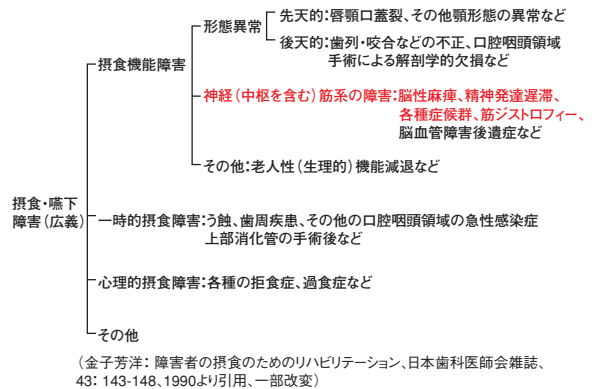 先天的：唇顎口蓋裂、その他顎形態の異常など
形態異常
後天的：歯列・咬合などの不正、口腔咽頭領域
手術による解剖学的欠損など
摂食機能障害
神経（中枢を含む）筋系の障害：脳性麻痺、精神発達遅滞、
各種症候群、筋ジストロフィー、
脳血管障害後遺症など
その他：老人性（生理的）機能減退など
摂食・嚥下
障害（広義）
一時的摂食障害：う蝕、歯周疾患、その他の口腔咽頭領域の急性感染症
上部消化管の手術後など
心理的摂食障害：各種の拒食症、過食症など
その他
（金子芳洋： 障害者の摂食のためのリハビリテーション、日本歯科医師会雑誌、
43： 143-148、1990より引用、一部改変）